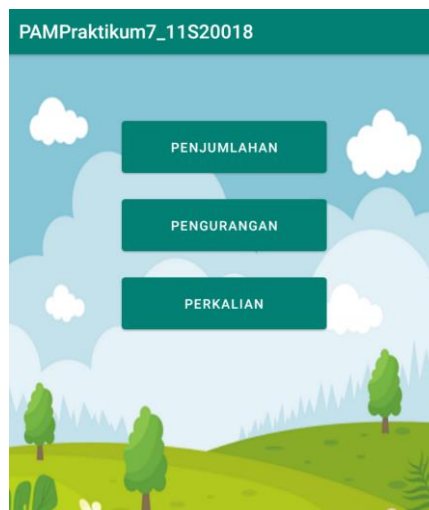 PAMPraktikum7_11S20018
PENJUMLAHAN
PENGURANGAN
PERKALIAN